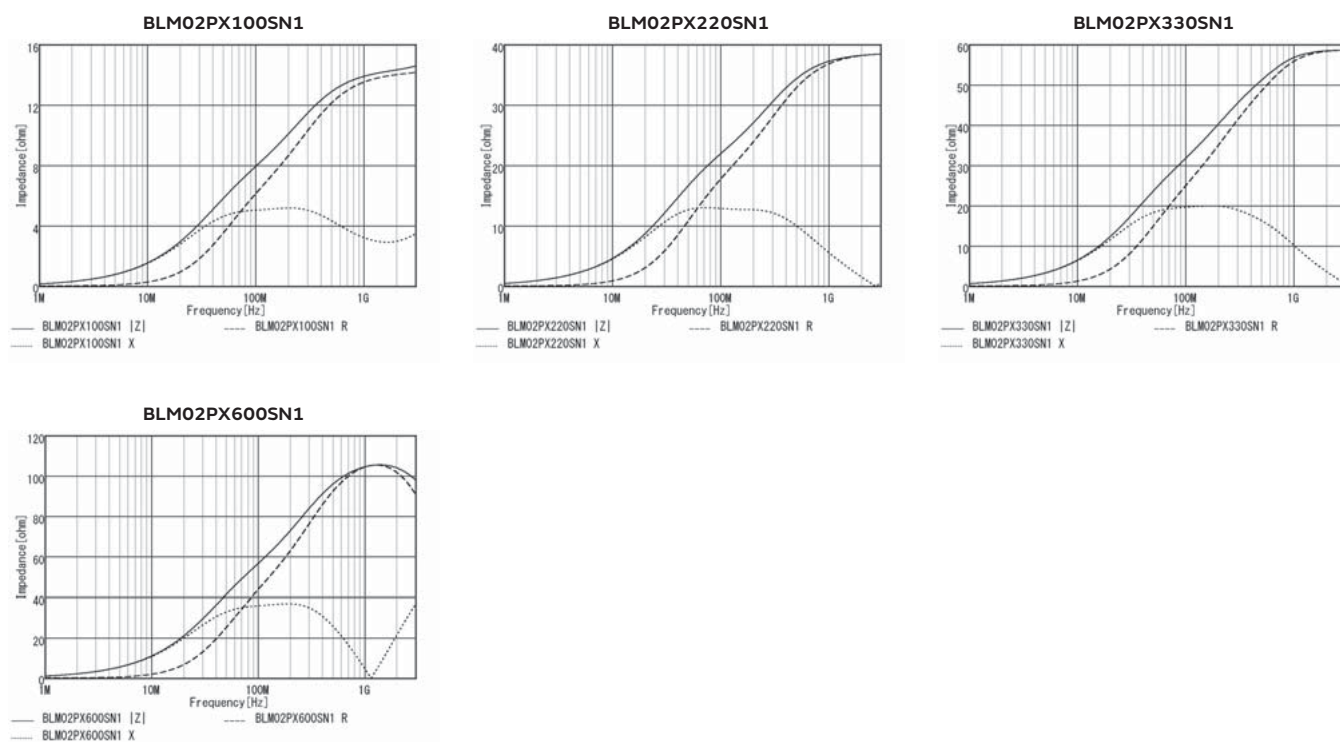 BLM02PX100SN1
16
12
8
4
0
Impedance[ohm]
1M
10M
100M
1G
Frequency[Hz]
BLM02PX100SN1 |Z|
BLM02PX100SN1 R
BLM02PX100SN1 X
BLM02PX220SN1
40
30
20
10
0
Impedance[ohm]
1M
10M
100M
1G
Frequency[Hz]
BLM02PX220SN1 |Z|
BLM02PX220SN1 R
BLM02PX220SN1 X
BLM02PX330SN1
60
50
40
30
20
10
0
Impedance[ohm]
1M
10M
100M
1G
Frequency[Hz]
BLM02PX330SN1 |Z|
BLM02PX330SN1 R
BLM02PX330SN1 X
BLM02PX600SN1
120
100
80
60
40
20
0
Impedance[ohm]
1M
10M
100M
1G
Frequency[Hz]
BLM02PX600SN1 |Z|
BLM02PX600SN1 R
BLM02PX600SN1 X